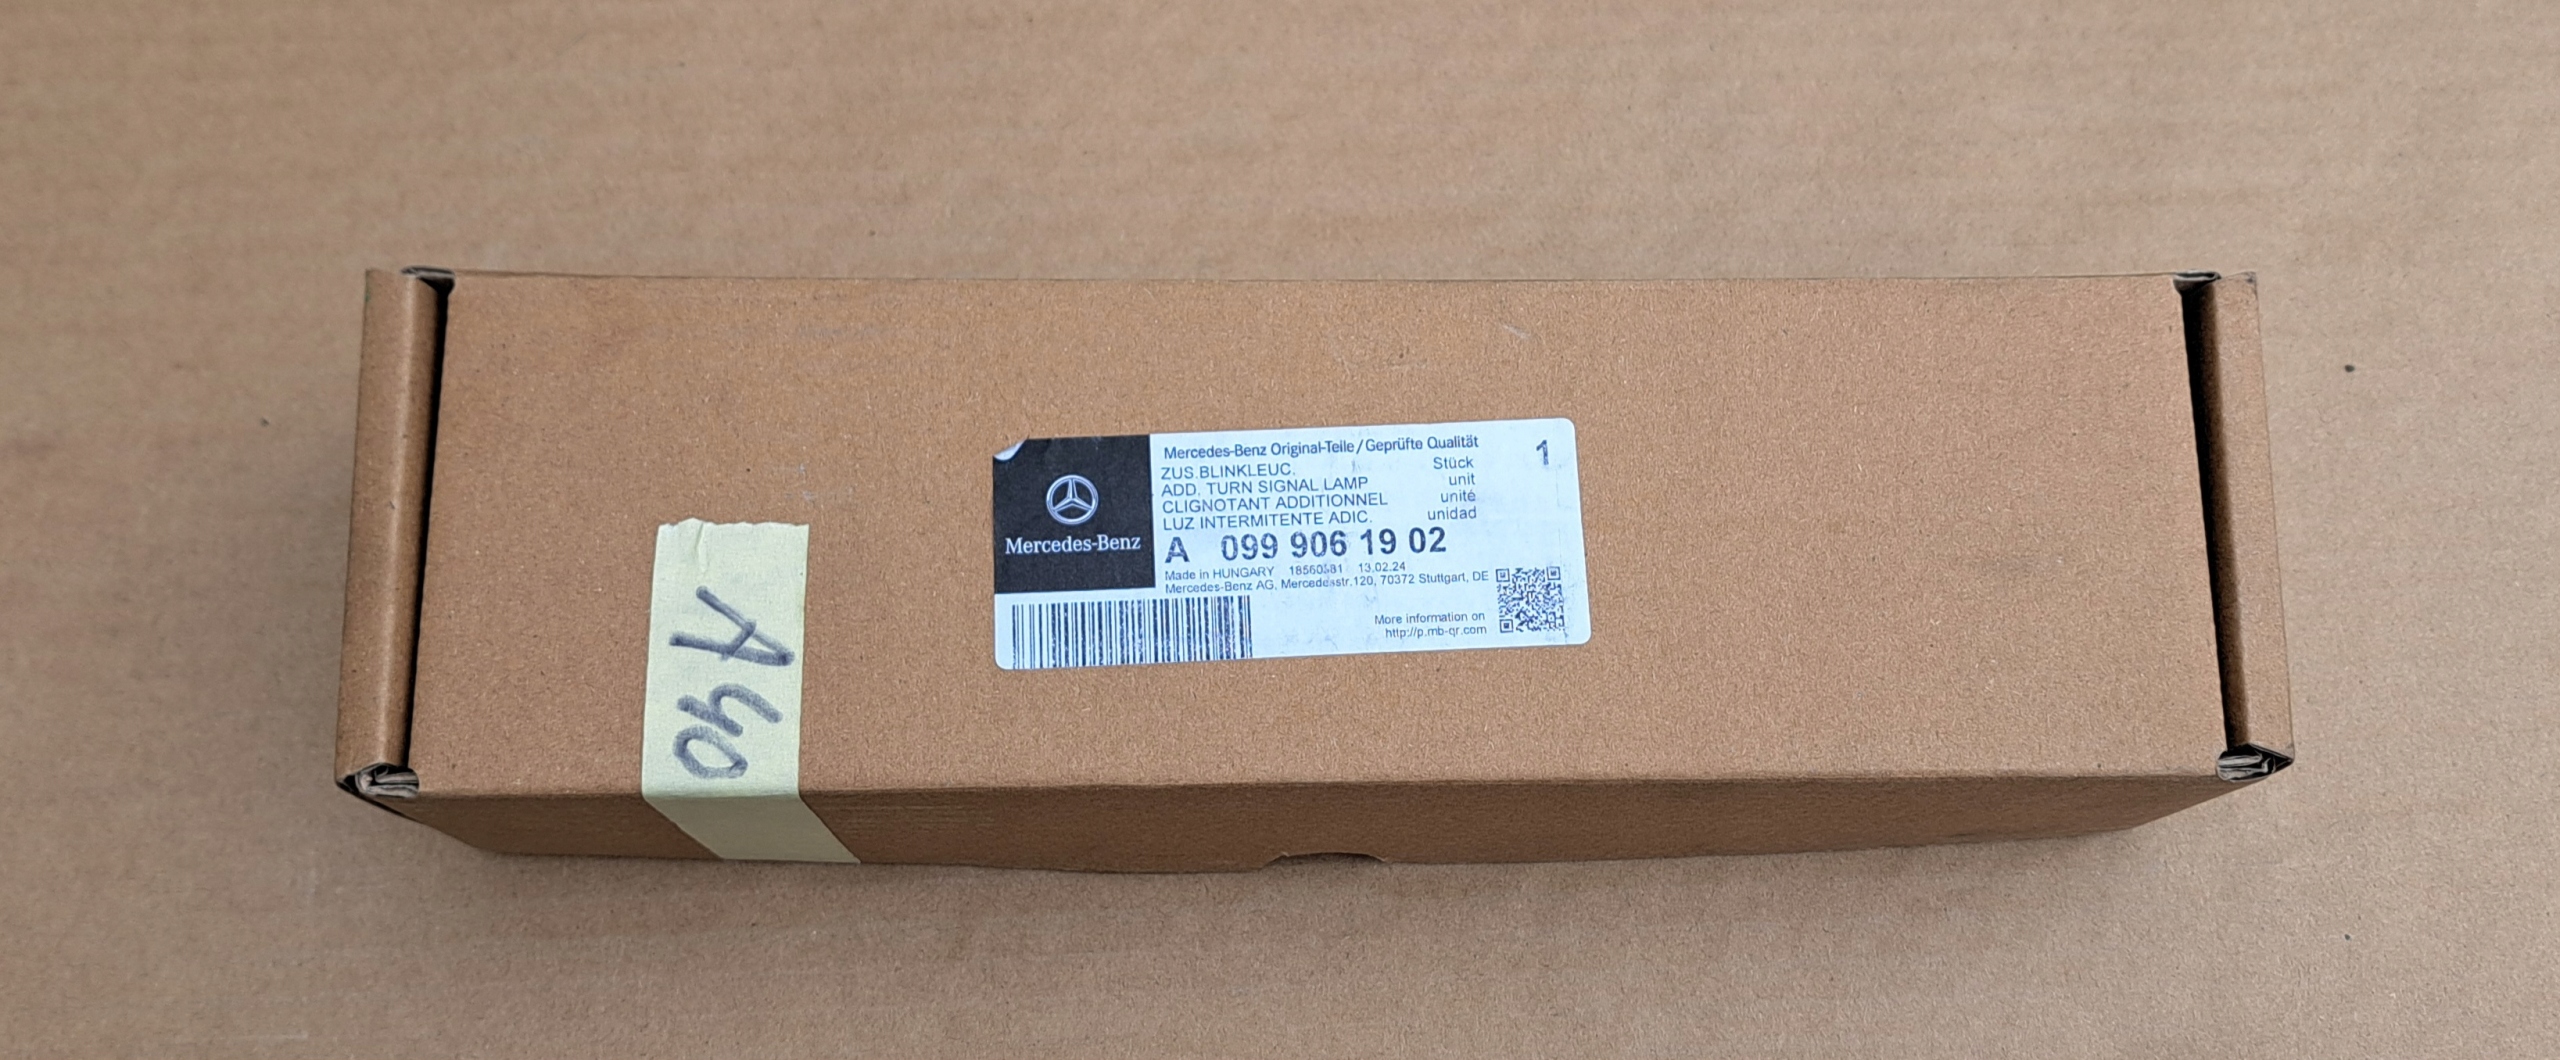 Mercedes-Benz Original-Teile/Geprüfte Qualität 1
ZUS.BLINKLEUC. Stück
ADD. TURN SIGNAL LAMP unit
CLIGNOTANT ADDITIONNEL unité
LUZ INTERMITENTE ADIC. unidad
Mercedes-Benz
A 099 906 19 02
Made in HUNGARY 13.02.24
Mercedes-Benz AG, Mercedesstr.120, 70372 Stuttgart, DE
More information on
http://p.mb-qr.com
A40